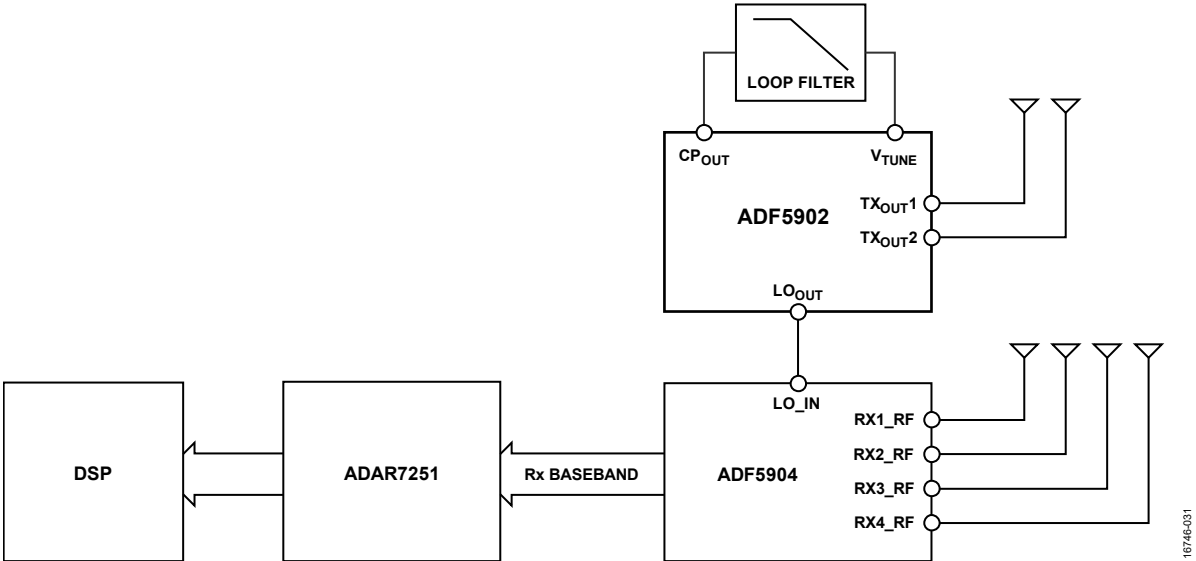 LOOP FILTER
CPOUT
VTUNE
ADF5902
TXOUT1
TXOUT2
LOOUT
LO_IN
RX1_RF
RX2_RF
RX3_RF
RX4_RF
DSP
ADAR7251
Rx BASEBAND
ADF5904
16746-031